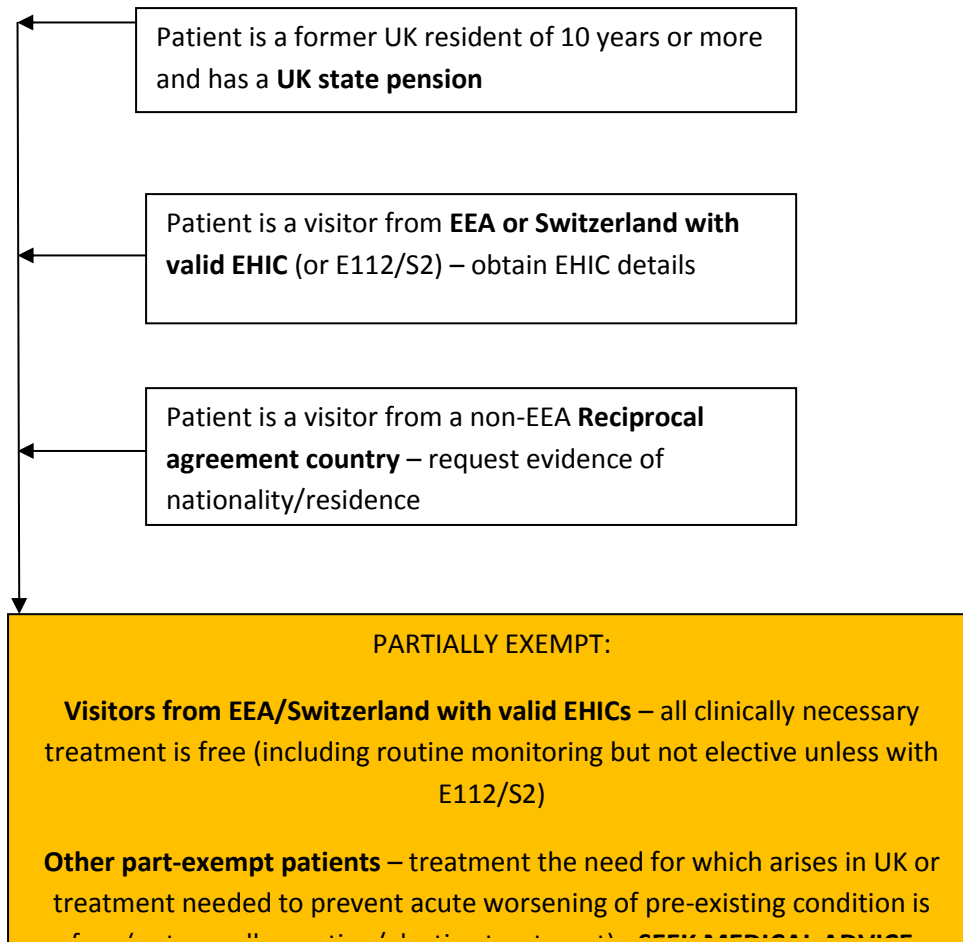 Patient is a former UK resident of 10 years or more
and has a UK state pension
Patient is a visitor from EEA or Switzerland with
valid EHIC (or E112/S2) – obtain EHIC details
Patient is a visitor from a non-EEA Reciprocal
agreement country – request evidence of
nationality/residence
PARTIALLY EXEMPT:
Visitors from EEA/Switzerland with valid EHICs – all clinically necessary
treatment is free (including routine monitoring but not elective unless with
E112/S2)
Other part-exempt patients – treatment the need for which arises in UK or
treatment needed to prevent acute worsening of pre-existing condition is
SEEK MEDICAL ADVICE